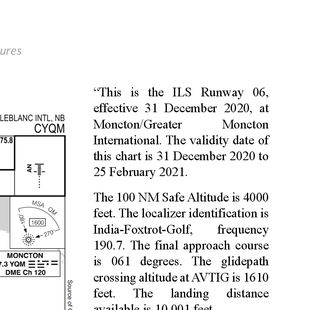 ures
LEBLANC INTL, NB
CYQM
75.8
AN
MSA QM
180°
1600
270°
MONCTON
7.3 YQM
DME Ch 120
Source of
“This is the ILS Runway 06,
effective 31 December 2020, at
Moncton/Greater Moncton
International. The validity date of
this chart is 31 December 2020 to
25 February 2021.
The 100 NM Safe Altitude is 4000
feet. The localizer identification is
India-Foxtrot-Golf, frequency
190.7. The final approach course
is 061 degrees. The glidepath
crossing altitude at AVTIG is 1610
feet. The landing distance
available is 10,001 feet.